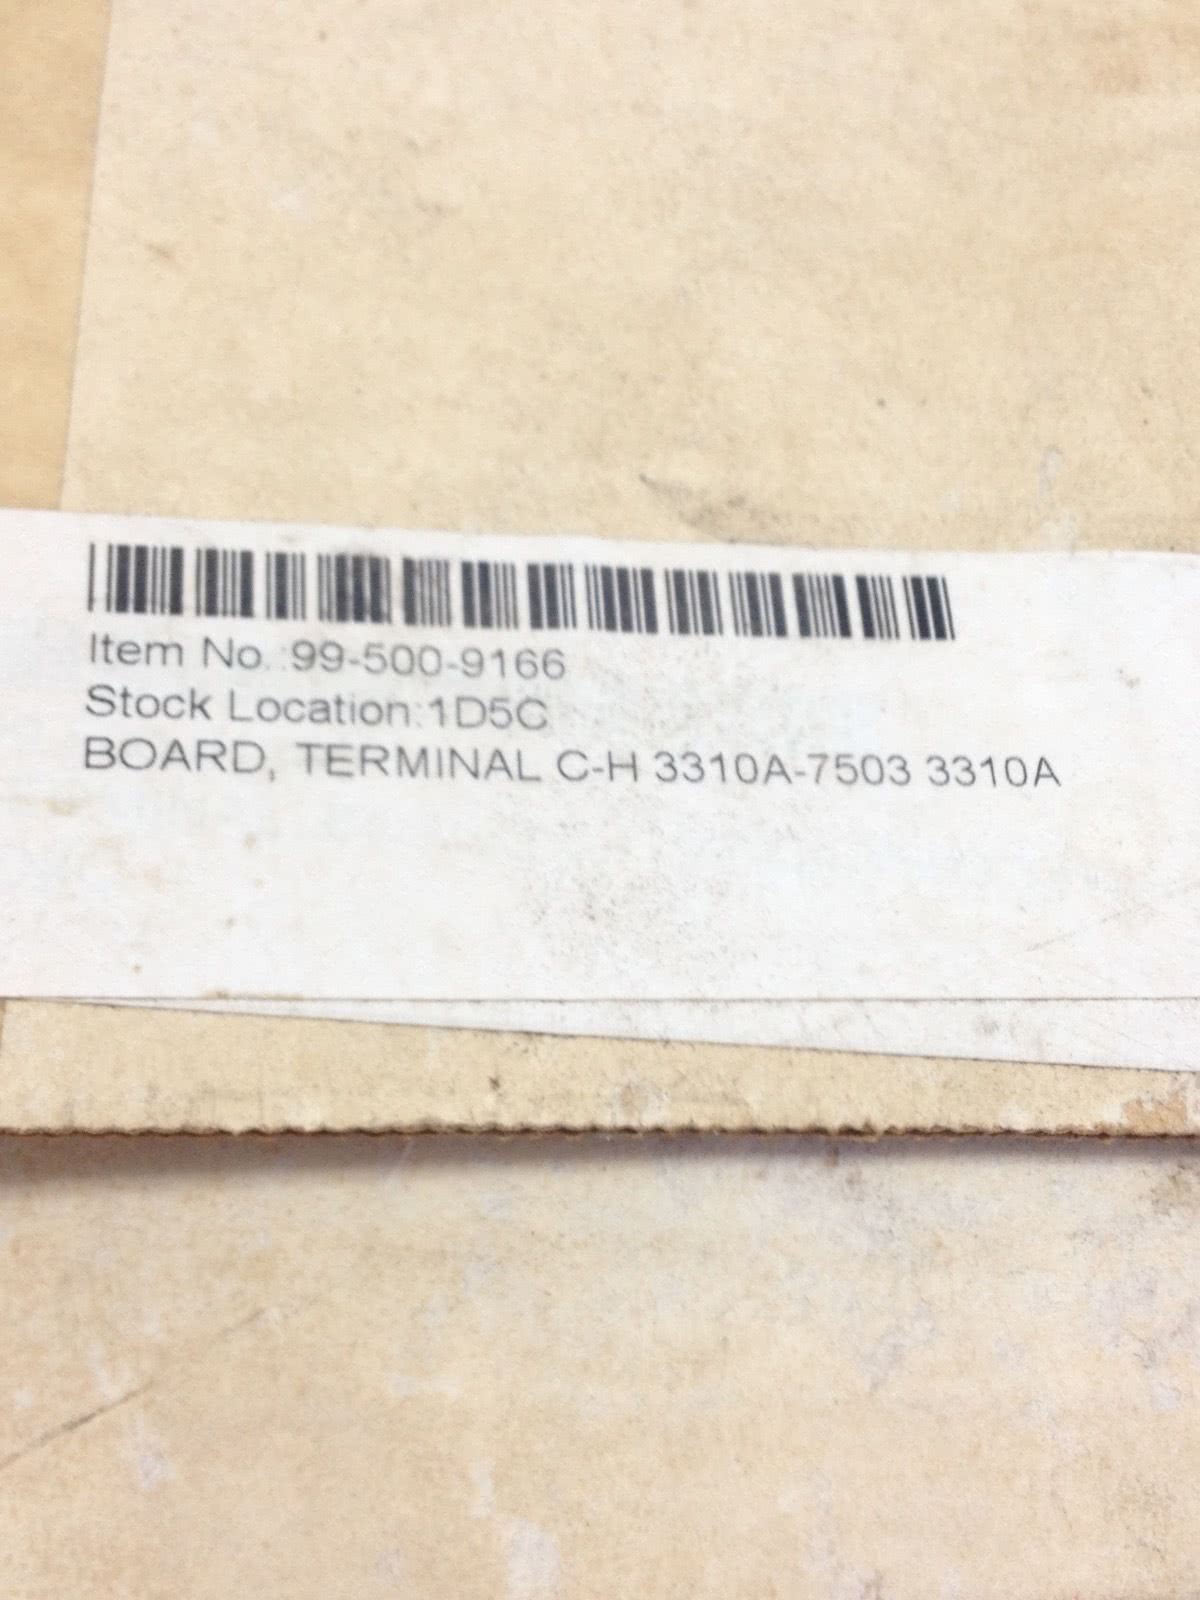 Item No.:99-500-9166
Stock Location:1D5C
BOARD, TERMINAL C-H 3310A-7503 3310A